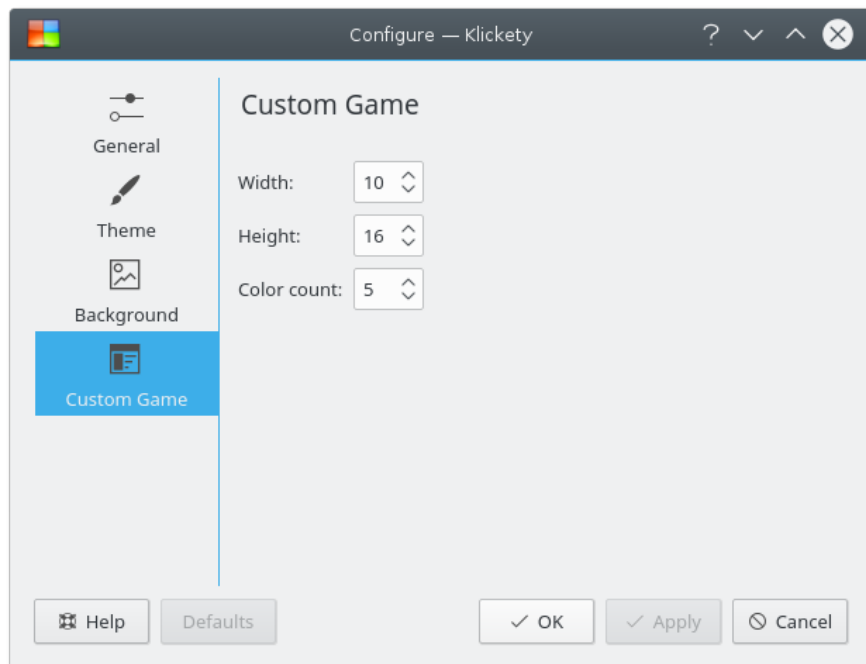 Configure — Klickety
General
Theme
Background
Custom Game
Custom Game
Width: 10
Height: 16
Color count: 5
Help Defaults OK Apply Cancel